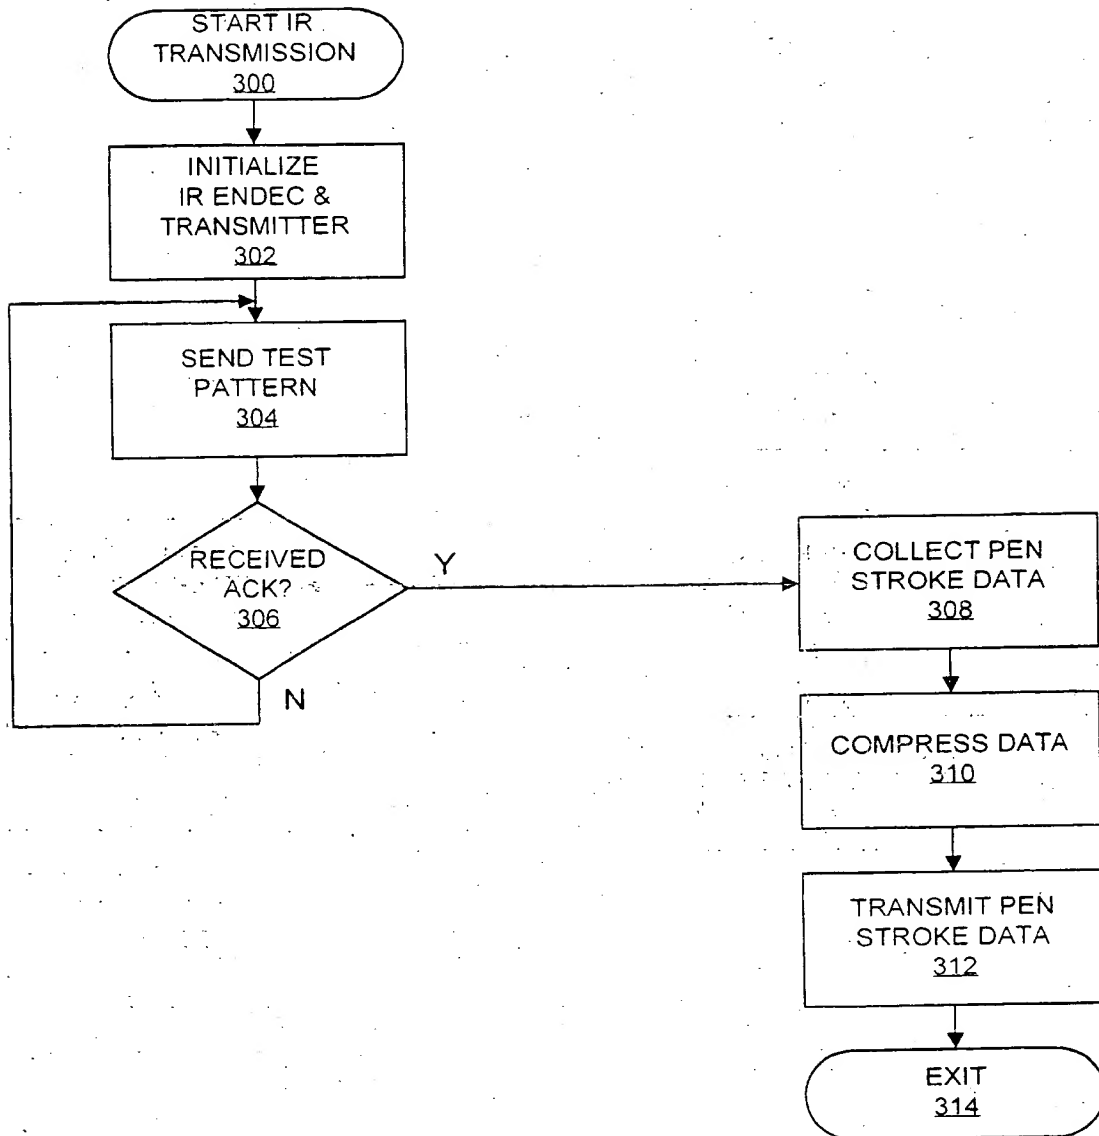 START IR
TRANSMISSION
300
INITIALIZE
IR ENDEC &
TRANSMITTER
302
SEND TEST
PATTERN
304
RECEIVED
ACK?
306
Y
N
COLLECT PEN
STROKE DATA
308
COMPRESS DATA
310
TRANSMIT PEN
STROKE DATA
312
EXIT
314